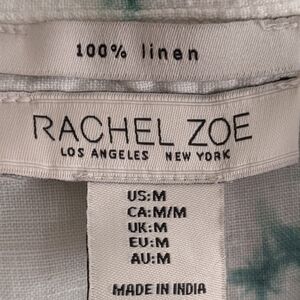 100% linen
RACHEL ZOE
LOS ANGELES NEW YORK
US:M
CA:M/M
UK:M
EU:M
AU:M
MADE IN INDIA